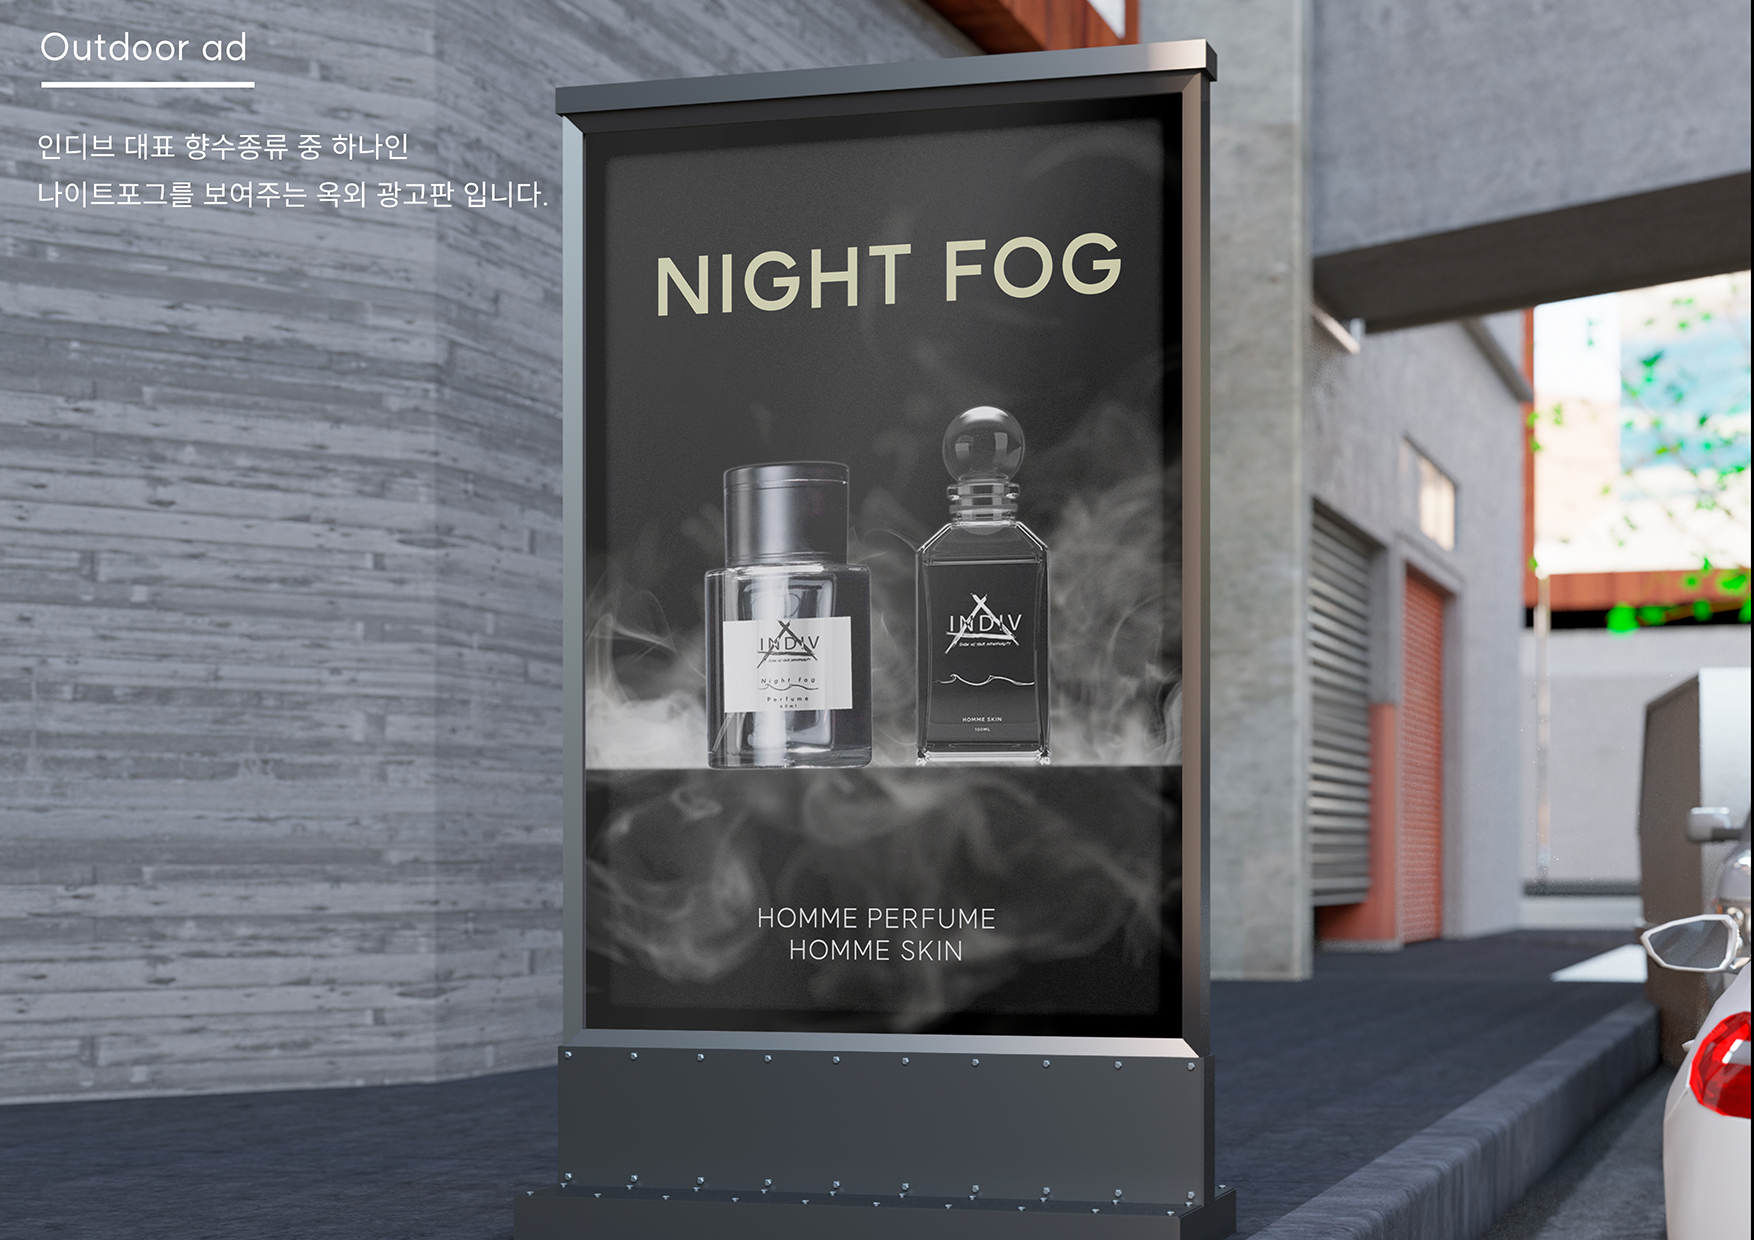 Outdoor ad
인디브 대표 향수종류 중 하나인
나이트포그를 보여주는 옥외 광고판 입니다.
NIGHT FOG
INDIV
Night fog
Perfume
INDIV
HOMME SKIN
100ML
HOMME PERFUME
HOMME SKIN